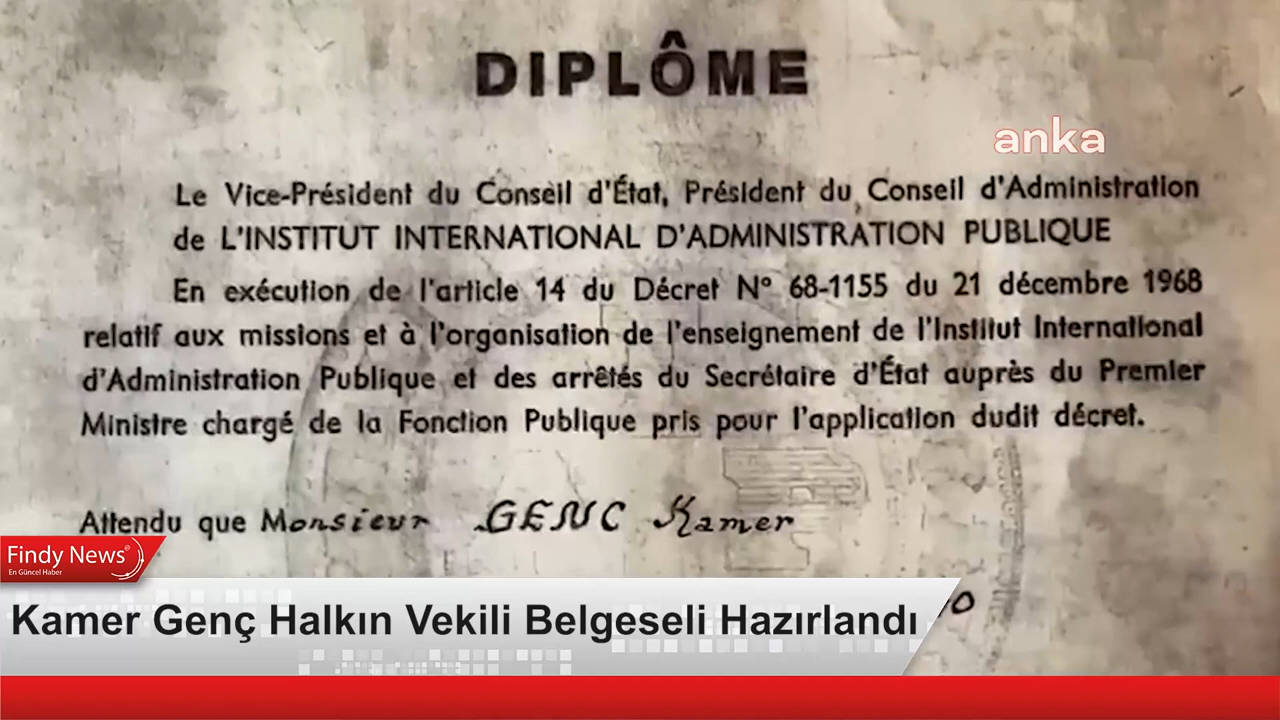 DIPLÔME
anka
Le Vice-Président du Conseil d'État, Président du Conseil d'Administration
de L'INSTITUT INTERNATIONAL D'ADMINISTRATION PUBLIQUE
En exécution de l'article 14 du Décret N° 68-1155 du 21 décembre 1968
relatif aux missions et à l'organisation de l'enseignement de l'Institut International
d'Administration Publique et des arrêtés du Secrétaire d'État auprès du Premier
Ministre chargé de la Fonction Publique pris pour l'application dudit décret.
Attendu que Monsieur GENC Kamer
Findy News®
En Güncel Haber
Kamer Genç Halkın Vekili Belgeseli Hazırlandı